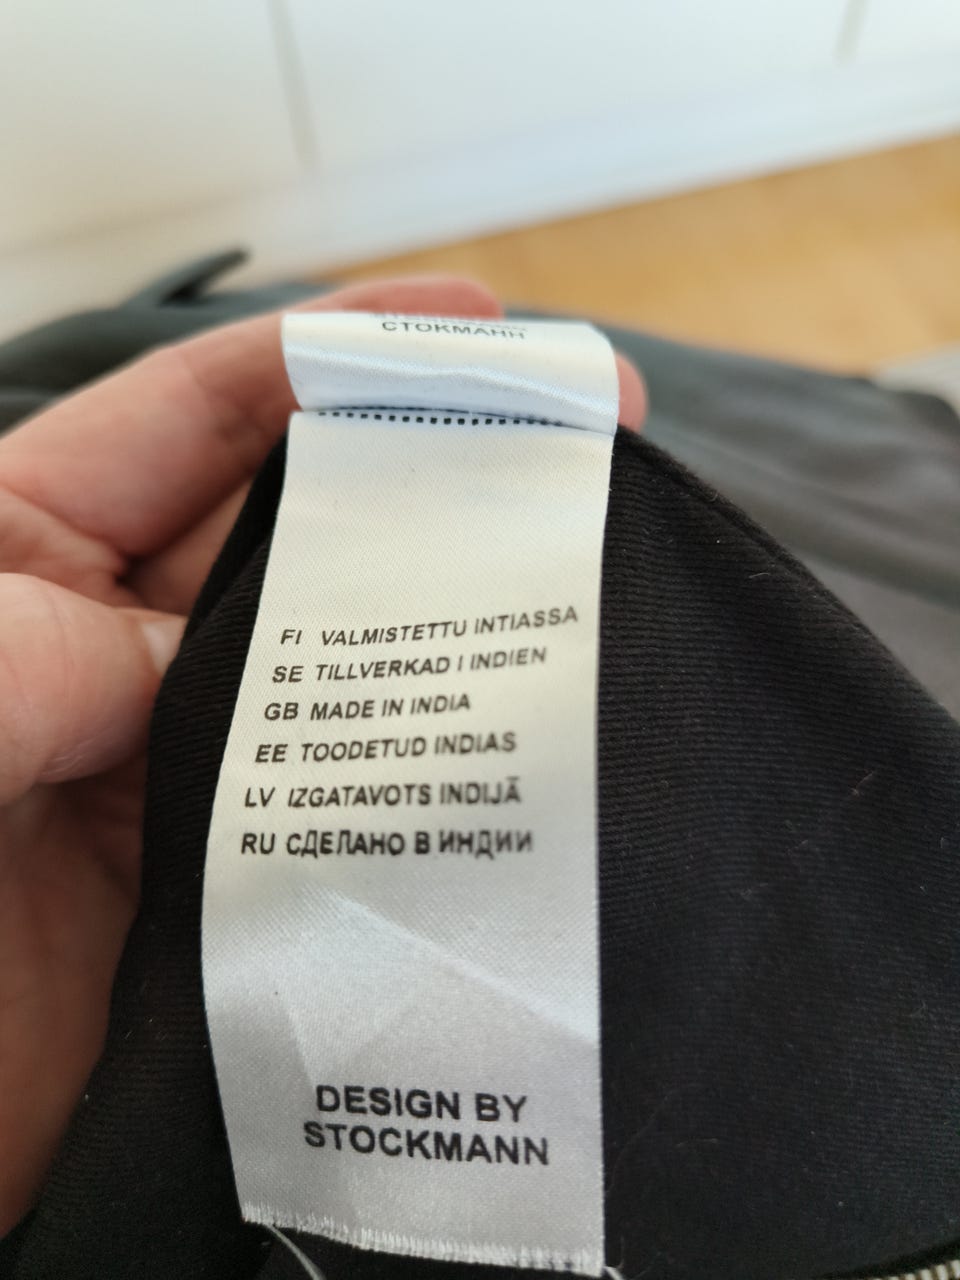 СТОКМАНН
FI VALMISTETTU INTIASSA
SE TILLVERKAD I INDIEN
GB MADE IN INDIA
EE TOODETUD INDIAS
LV IZGATAVOTS INDIJĀ
RU СДЕЛАНО В ИНДИИ
DESIGN BY
STOCKMANN